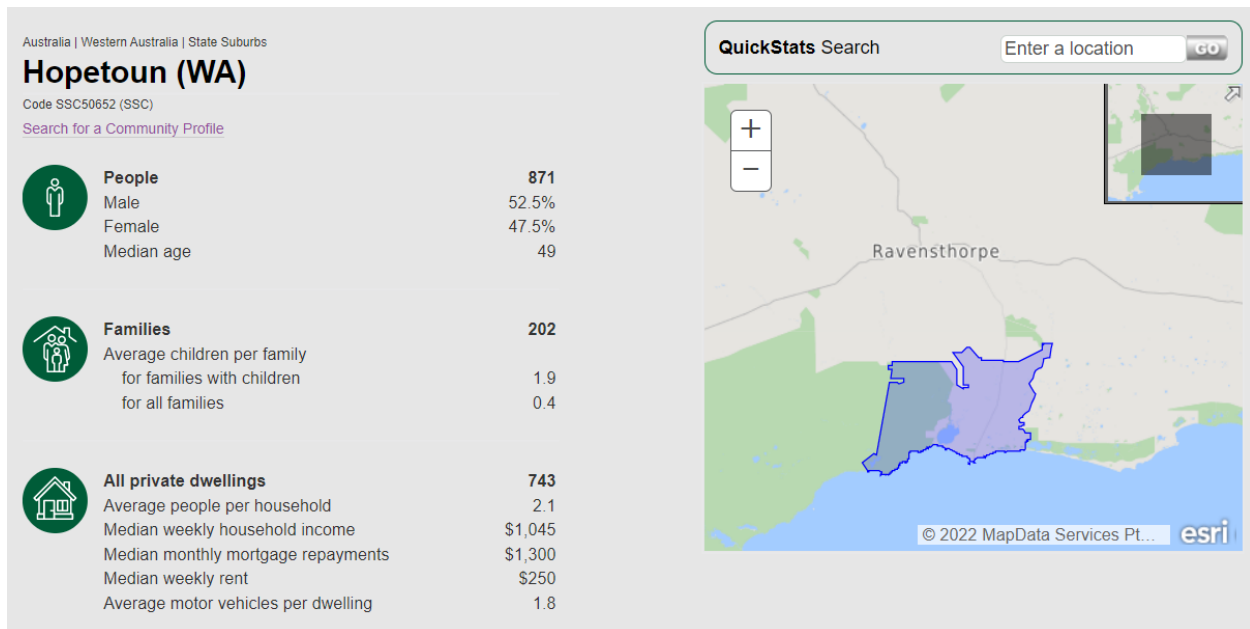 Australia | Western Australia | State Suburbs
Hopetoun (WA)
Code SSC50652 (SSC)
Search for a Community Profile
People 871
Male 52.5%
Female 47.5%
Median age 49
Families 202
Average children per family
for families with children 1.9
for all families 0.4
All private dwellings 743
Average people per household 2.1
Median weekly household income $1,045
Median monthly mortgage repayments $1,300
Median weekly rent $250
Average motor vehicles per dwelling 1.8
QuickStats Search Enter a location GO
+
−
Ravensthorpe
© 2022 MapData Services Pt... esri